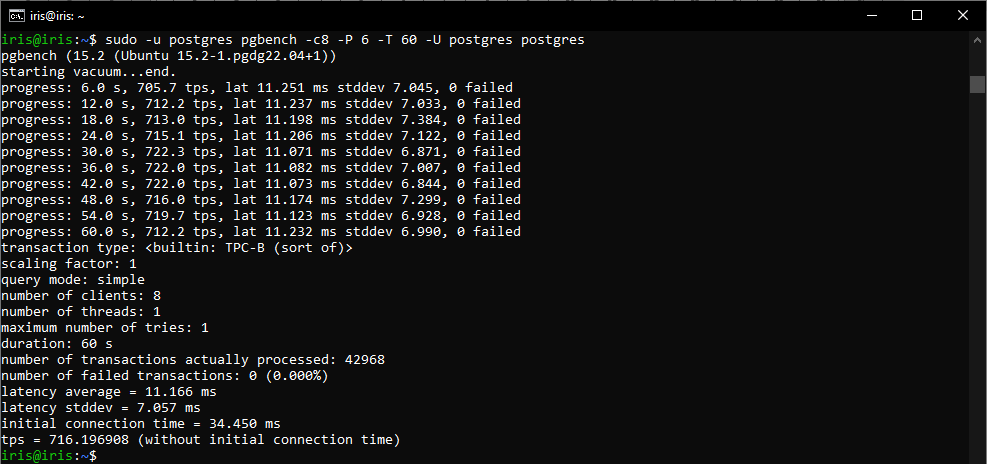 iris@iris: ~
iris@iris:~$ sudo -u postgres pgbench -c8 -P 6 -T 60 -U postgres postgres
pgbench (15.2 (Ubuntu 15.2-1.pgdg22.04+1))
starting vacuum...end.
progress: 6.0 s, 705.7 tps, lat 11.251 ms stddev 7.045, 0 failed
progress: 12.0 s, 712.2 tps, lat 11.237 ms stddev 7.033, 0 failed
progress: 18.0 s, 713.0 tps, lat 11.198 ms stddev 7.384, 0 failed
progress: 24.0 s, 715.1 tps, lat 11.206 ms stddev 7.122, 0 failed
progress: 30.0 s, 722.3 tps, lat 11.071 ms stddev 6.871, 0 failed
progress: 36.0 s, 722.0 tps, lat 11.082 ms stddev 7.007, 0 failed
progress: 42.0 s, 722.0 tps, lat 11.073 ms stddev 6.844, 0 failed
progress: 48.0 s, 716.0 tps, lat 11.174 ms stddev 7.299, 0 failed
progress: 54.0 s, 719.7 tps, lat 11.123 ms stddev 6.928, 0 failed
progress: 60.0 s, 712.2 tps, lat 11.232 ms stddev 6.990, 0 failed
transaction type: <builtin: TPC-B (sort of)>
scaling factor: 1
query mode: simple
number of clients: 8
number of threads: 1
maximum number of tries: 1
duration: 60 s
number of transactions actually processed: 42968
number of failed transactions: 0 (0.000%)
latency average = 11.166 ms
latency stddev = 7.057 ms
initial connection time = 34.450 ms
tps = 716.196908 (without initial connection time)
iris@iris:~$